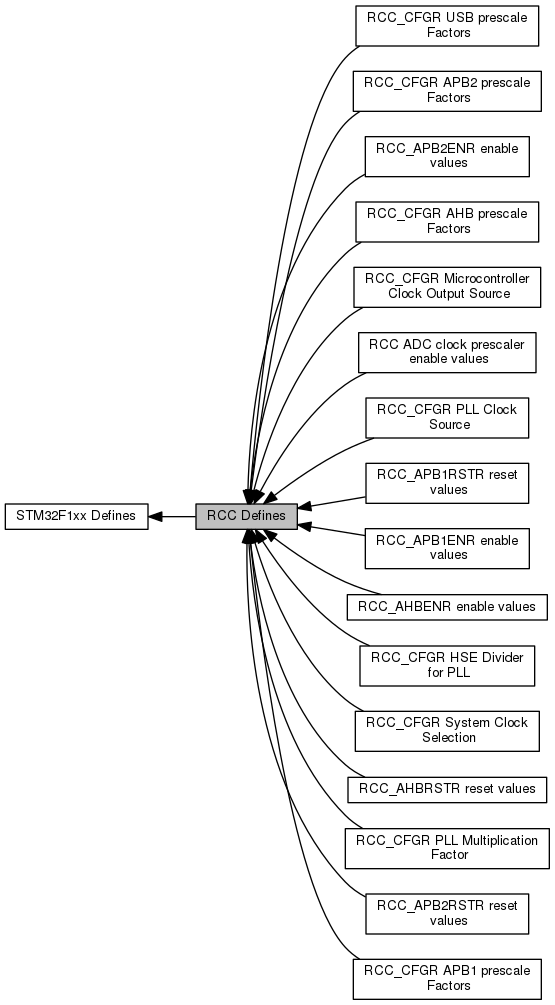 RCC_CFGR USB prescale
Factors
RCC_CFGR APB2 prescale
Factors
RCC_APB2ENR enable
values
RCC_CFGR AHB prescale
Factors
RCC_CFGR Microcontroller
Clock Output Source
RCC ADC clock prescaler
enable values
RCC_CFGR PLL Clock
Source
RCC_APB1RSTR reset
values
STM32F1xx Defines
RCC Defines
RCC_APB1ENR enable
values
RCC_AHBENR enable values
RCC_CFGR HSE Divider
for PLL
RCC_CFGR System Clock
Selection
RCC_AHBRSTR reset values
RCC_CFGR PLL Multiplication
Factor
RCC_APB2RSTR reset
values
RCC_CFGR APB1 prescale
Factors